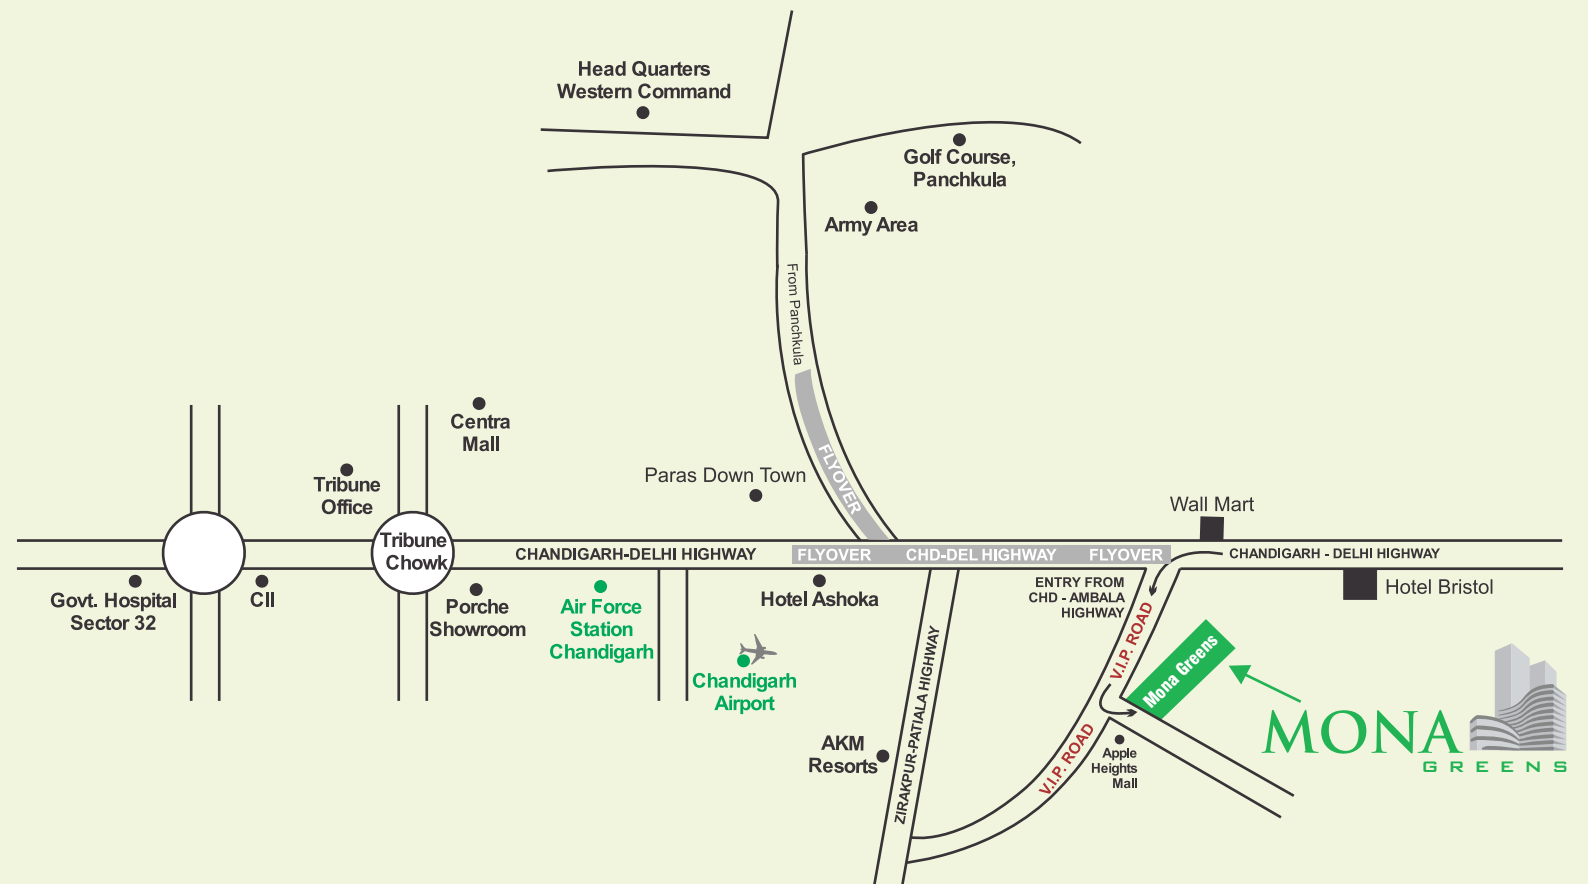 Head Quarters
Western Command
Golf Course,
Panchkula
Army Area
From Panchkula
FLYOVER
Centra
Mall
Tribune
Office
Paras Down Town
Wall Mart
Tribune
Chowk
CHANDIGARH-DELHI HIGHWAY
FLYOVER
CHD-DEL HIGHWAY
FLYOVER
CHANDIGARH - DELHI HIGHWAY
Govt. Hospital
Sector 32
CII
Porche
Showroom
Air Force
Station
Chandigarh
Hotel Ashoka
ENTRY FROM
CHD - AMBALA
HIGHWAY
Hotel Bristol
V.I.P. ROAD
Mona Greens
Chandigarh
Airport
ZIRAKPUR-PATIALA HIGHWAY
AKM
Resorts
V.I.P. ROAD
Apple
Heights
Mall
MONA
GREENS